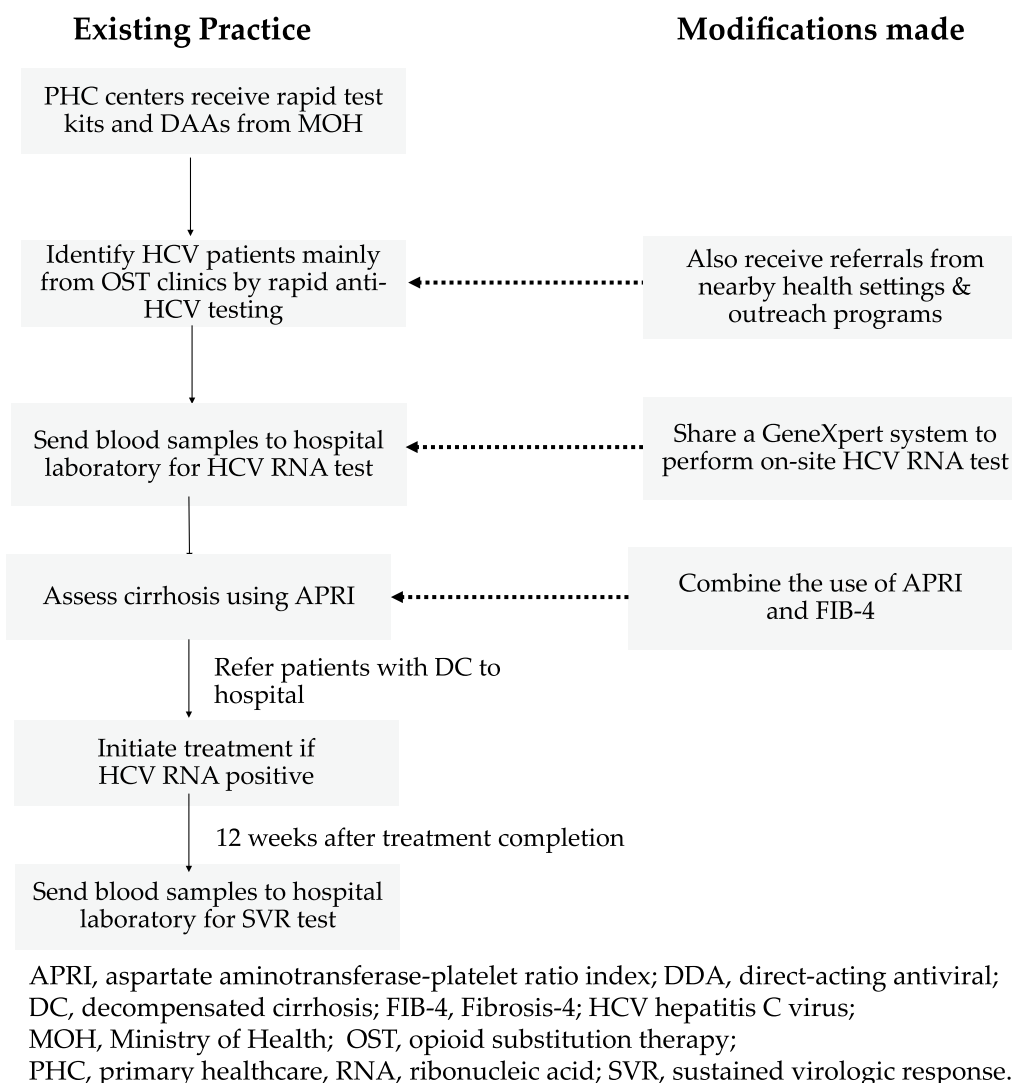 Existing Practice
Modifications made
PHC centers receive rapid test
kits and DAAs from MOH
Identify HCV patients mainly
from OST clinics by rapid anti-
HCV testing
Also receive referrals from
nearby health settings &
outreach programs
Send blood samples to hospital
laboratory for HCV RNA test
Share a GeneXpert system to
perform on-site HCV RNA test
Assess cirrhosis using APRI
Combine the use of APRI
and FIB-4
Refer patients with DC to
hospital
Initiate treatment if
HCV RNA positive
12 weeks after treatment completion
Send blood samples to hospital
laboratory for SVR test
APRI, aspartate aminotransferase-platelet ratio index; DDA, direct-acting antiviral;
DC, decompensated cirrhosis; FIB-4, Fibrosis-4; HCV hepatitis C virus;
MOH, Ministry of Health; OST, opioid substitution therapy;
PHC, primary healthcare, RNA, ribonucleic acid; SVR, sustained virologic response.